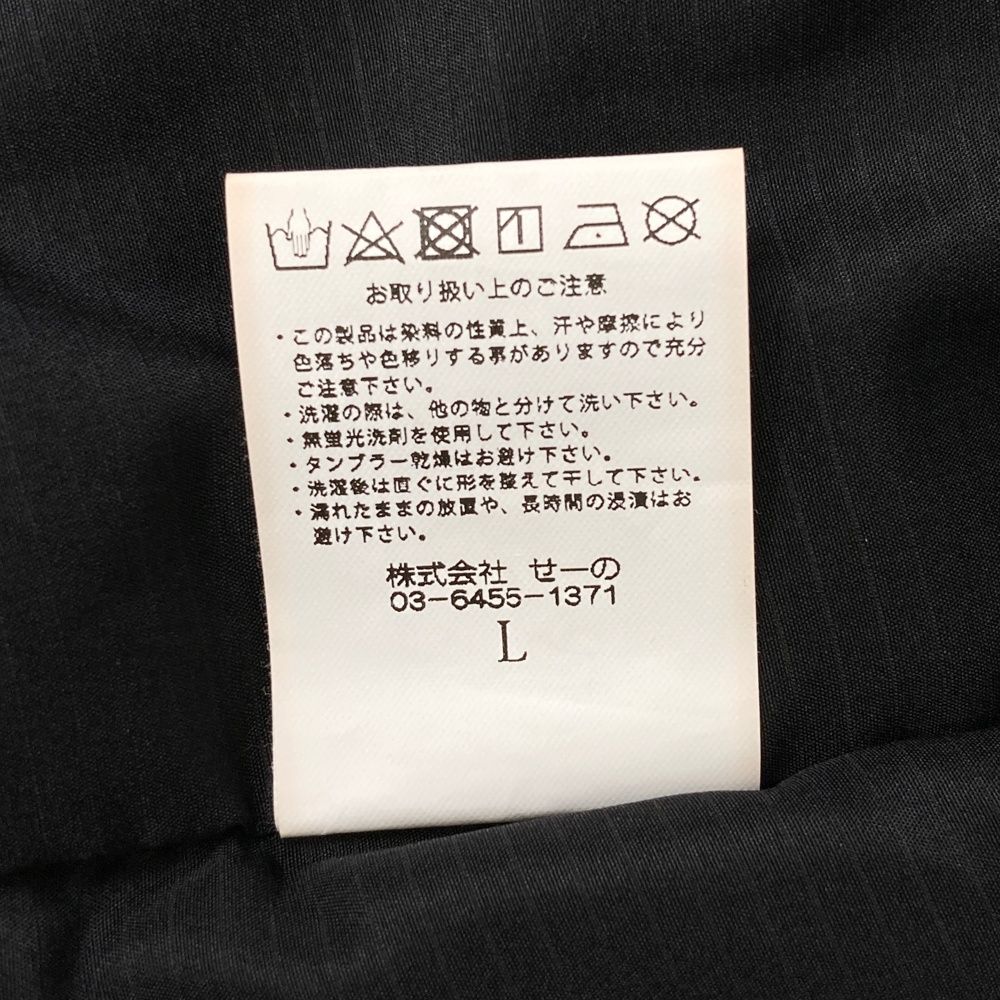 お取り扱い上のご注意
・この製品は染料の性質上、汗や摩擦により
色落ちや色移りする事がありますので充分
ご注意下さい。
・洗濯の際は、他の物と分けて洗い下さい。
・無蛍光洗剤を使用して下さい。
・タンブラー乾燥はお避け下さい。
・洗濯後は直ぐに形を整えて干して下さい。
・濡れたままの放置や、長時間の浸漬はお
避け下さい。
株式会社 せーの
03-6455-1371
L